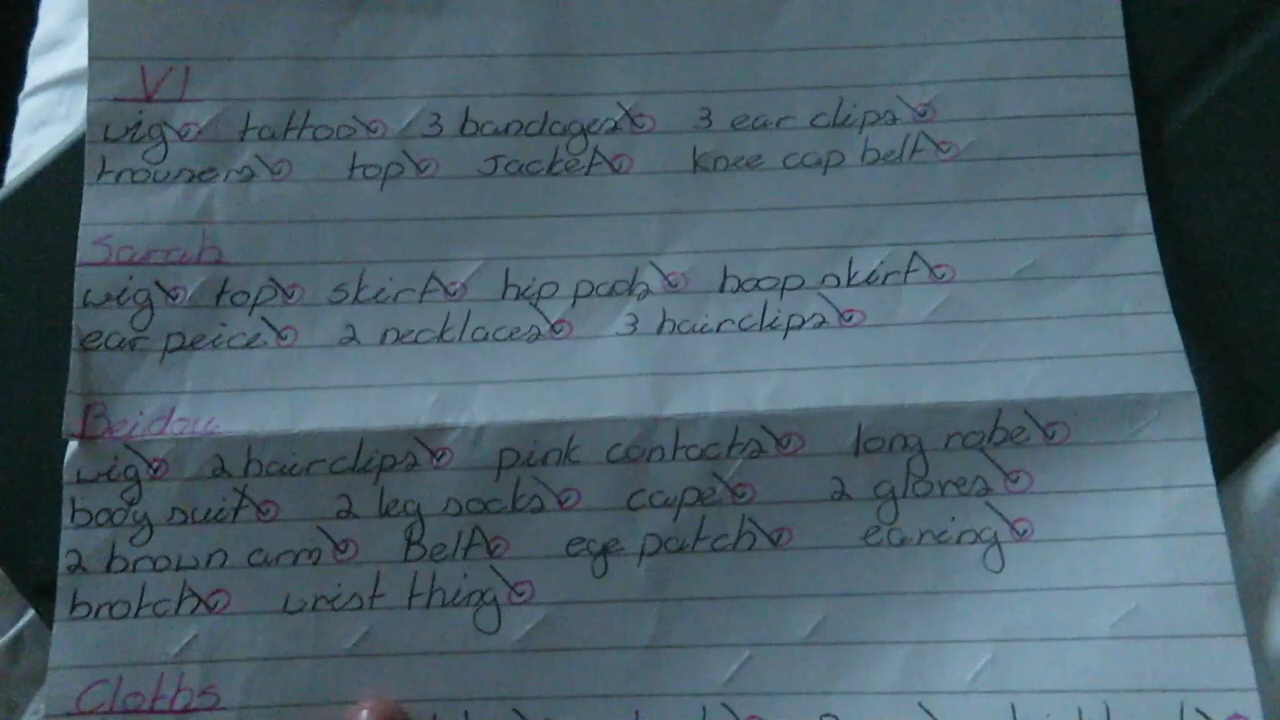 VI
wig tattoo 3 bandages 3 ear clips
trousers top Jacket Knee cap belt
Sarah
wig top skirt hip pads hoop skirt
ear peice 2 necklaces 3 hairclips
Beidou
wig 2 hairclips pink contacts long robe
body suit 2 leg socks cape 2 gloves
2 brown arm Belt eye patch earing
brotch wrist thing
Cloths